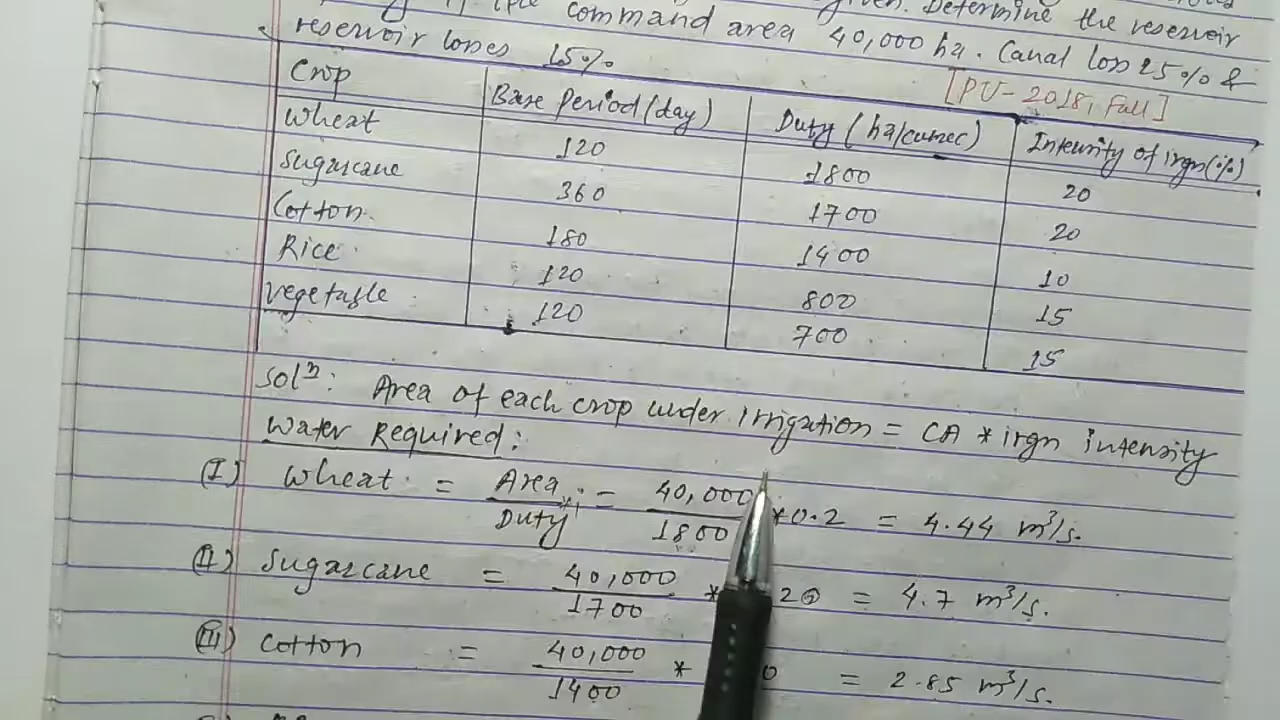 given. Determine the reservoir
command area 40,000 ha. Canal loss 25% &
reservoir losses 15%
[PU-2018, Fall]
Crop Base Period (day) Duty (ha/cumec) Intensity of irgn (%)
Wheat 120 1800 20
Sugarcane 360 1700 20
Cotton 180 1400 10
Rice 120 800 15
Vegetable 120 700 15
Solⁿ: Area of each crop under irrigation = CA * irgn intensity
Water Required:
(I) Wheat = Area / Duty = 40,000 / 1800 *0.2 = 4.44 m³/s.
(II) Sugarcane = 40,000 / 1700 * 20 = 4.7 m³/s.
(III) Cotton = 40,000 / 1400 * 0 = 2.85 m³/s.